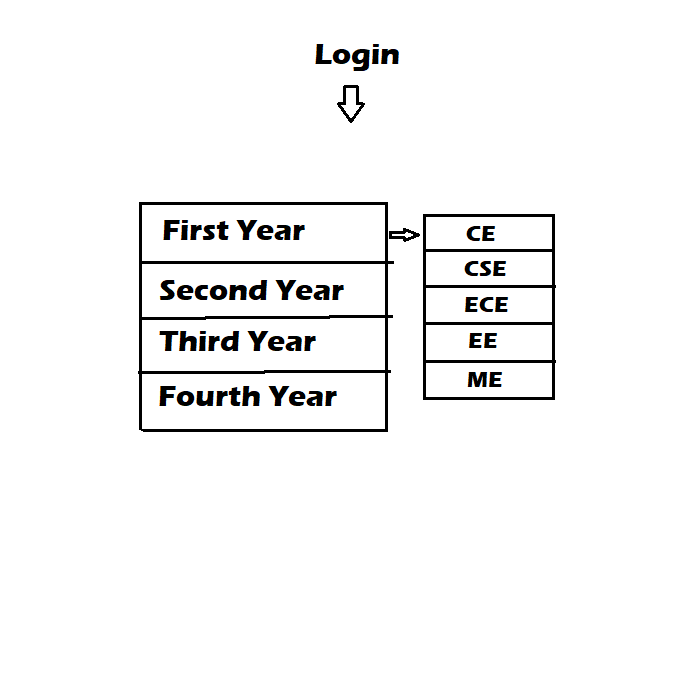 Login
First Year
Second Year
Third Year
Fourth Year
CE
CSE
ECE
EE
ME